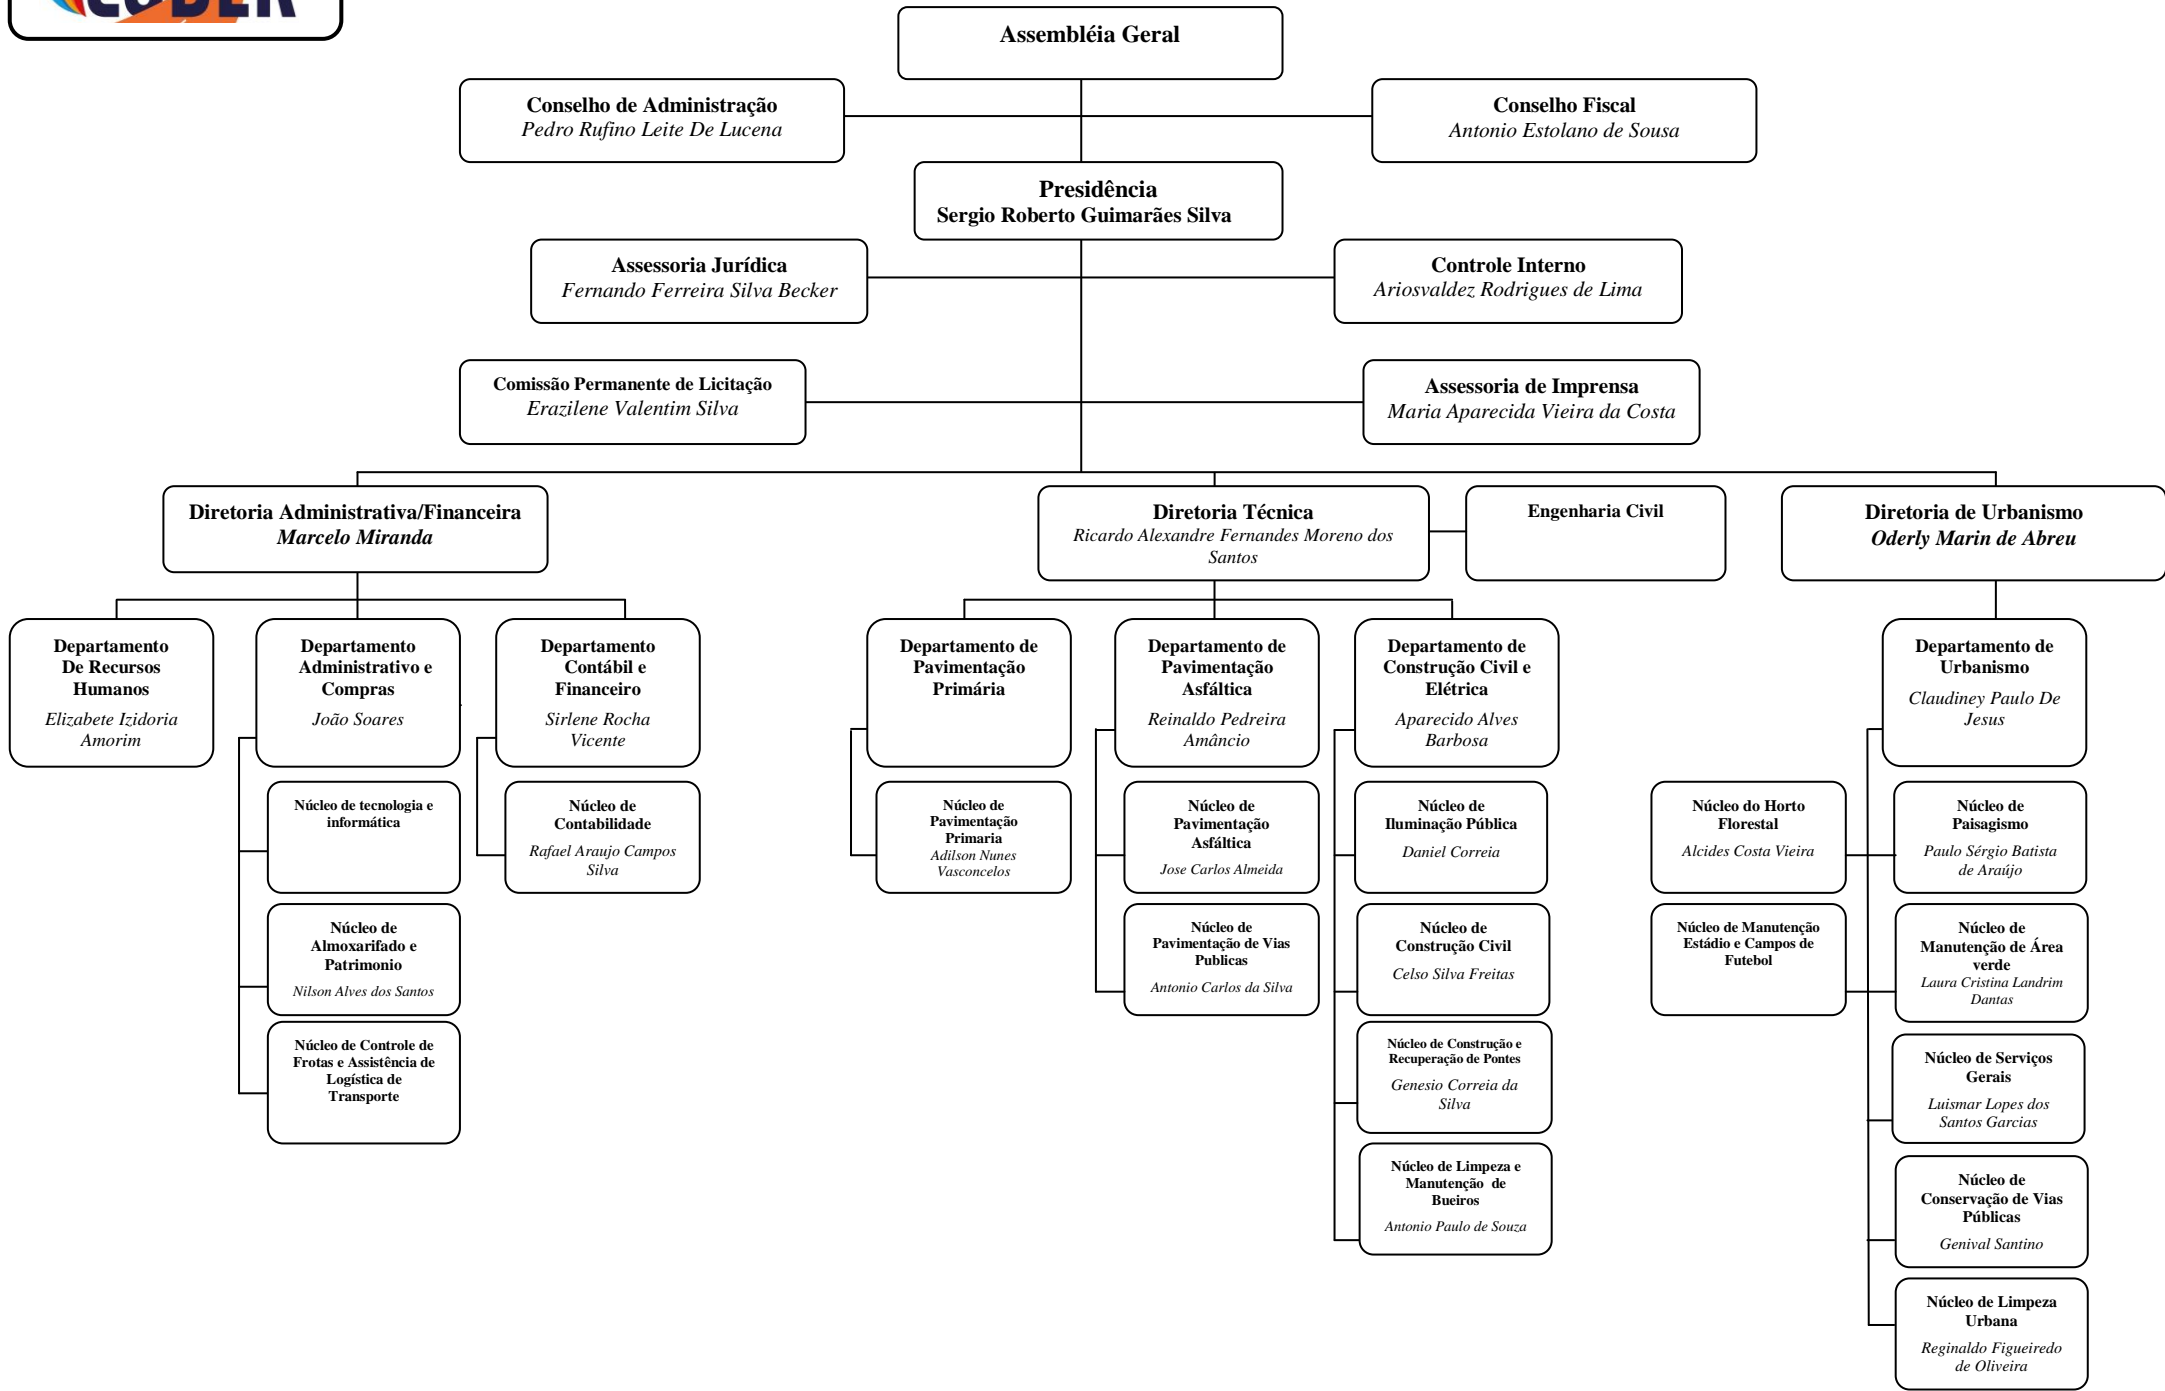 CODER
Assembléia Geral
Conselho de Administração
Pedro Rufino Leite De Lucena
Conselho Fiscal
Antonio Estolano de Sousa
Presidência
Sergio Roberto Guimarães Silva
Assessoria Jurídica
Fernando Ferreira Silva Becker
Controle Interno
Ariosvaldez Rodrigues de Lima
Comissão Permanente de Licitação
Erazilene Valentim Silva
Assessoria de Imprensa
Maria Aparecida Vieira da Costa
Diretoria Administrativa/Financeira
Marcelo Miranda
Diretoria Técnica
Ricardo Alexandre Fernandes Moreno dos
Santos
Engenharia Civil
Diretoria de Urbanismo
Oderly Marin de Abreu
Departamento
De Recursos
Humanos
Elizabete Izidoria
Amorim
Departamento
Administrativo e
Compras
João Soares
Departamento
Contábil e
Financeiro
Sirlene Rocha
Vicente
Departamento de
Pavimentação
Primária
Departamento de
Pavimentação
Asfáltica
Reinaldo Pedreira
Amâncio
Departamento de
Construção Civil e
Elétrica
Aparecido Alves
Barbosa
Departamento de
Urbanismo
Claudiney Paulo De
Jesus
Núcleo de tecnologia e
informática
Núcleo de
Contabilidade
Rafael Araujo Campos
Silva
Núcleo de
Pavimentação
Primaria
Adilson Nunes
Vasconcelos
Núcleo de
Pavimentação
Asfáltica
Jose Carlos Almeida
Núcleo de
Iluminação Pública
Daniel Correia
Núcleo do Horto
Florestal
Alcides Costa Vieira
Núcleo de
Paisagismo
Paulo Sérgio Batista
de Araújo
Núcleo de
Almoxarifado e
Patrimonio
Nilson Alves dos Santos
Núcleo de
Pavimentação de Vias
Publicas
Antonio Carlos da Silva
Núcleo de
Construção Civil
Celso Silva Freitas
Núcleo de Manutenção
Estádio e Campos de
Futebol
Núcleo de
Manutenção de Área
verde
Laura Cristina Landrim
Dantas
Núcleo de Controle de
Frotas e Assistência de
Logística de
Transporte
Núcleo de Construção e
Recuperação de Pontes
Genesio Correia da
Silva
Núcleo de Serviços
Gerais
Luismar Lopes dos
Santos Garcias
Núcleo de Limpeza e
Manutenção de
Bueiros
Antonio Paulo de Souza
Núcleo de
Conservação de Vias
Públicas
Genival Santino
Núcleo de Limpeza
Urbana
Reginaldo Figueiredo
de Oliveira